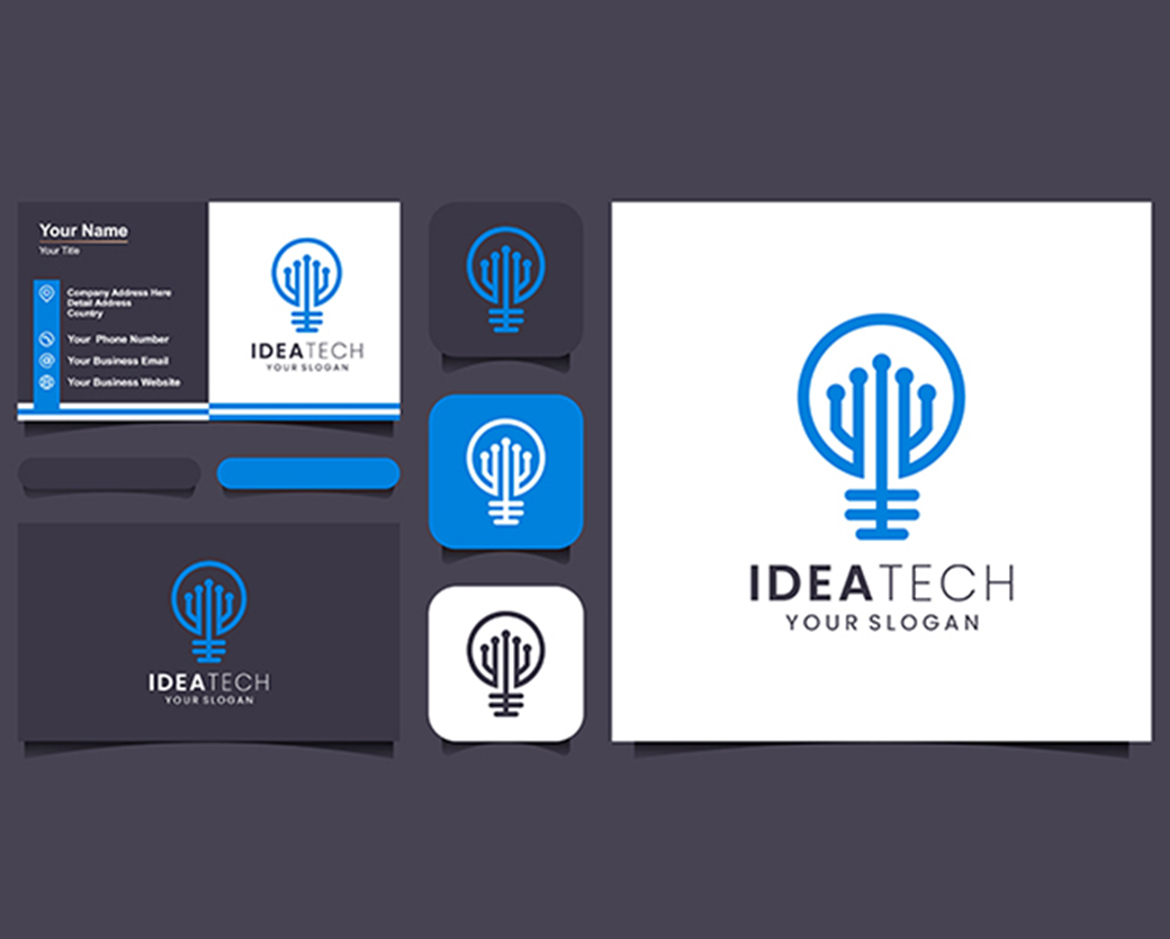 Your Name
Your Title
Company Address Here
Detail Address
Country
Your Phone Number
Your Business Email
Your Business Website
IDEATECH
YOUR SLOGAN
IDEATECH
YOUR SLOGAN
IDEATECH
YOUR SLOGAN